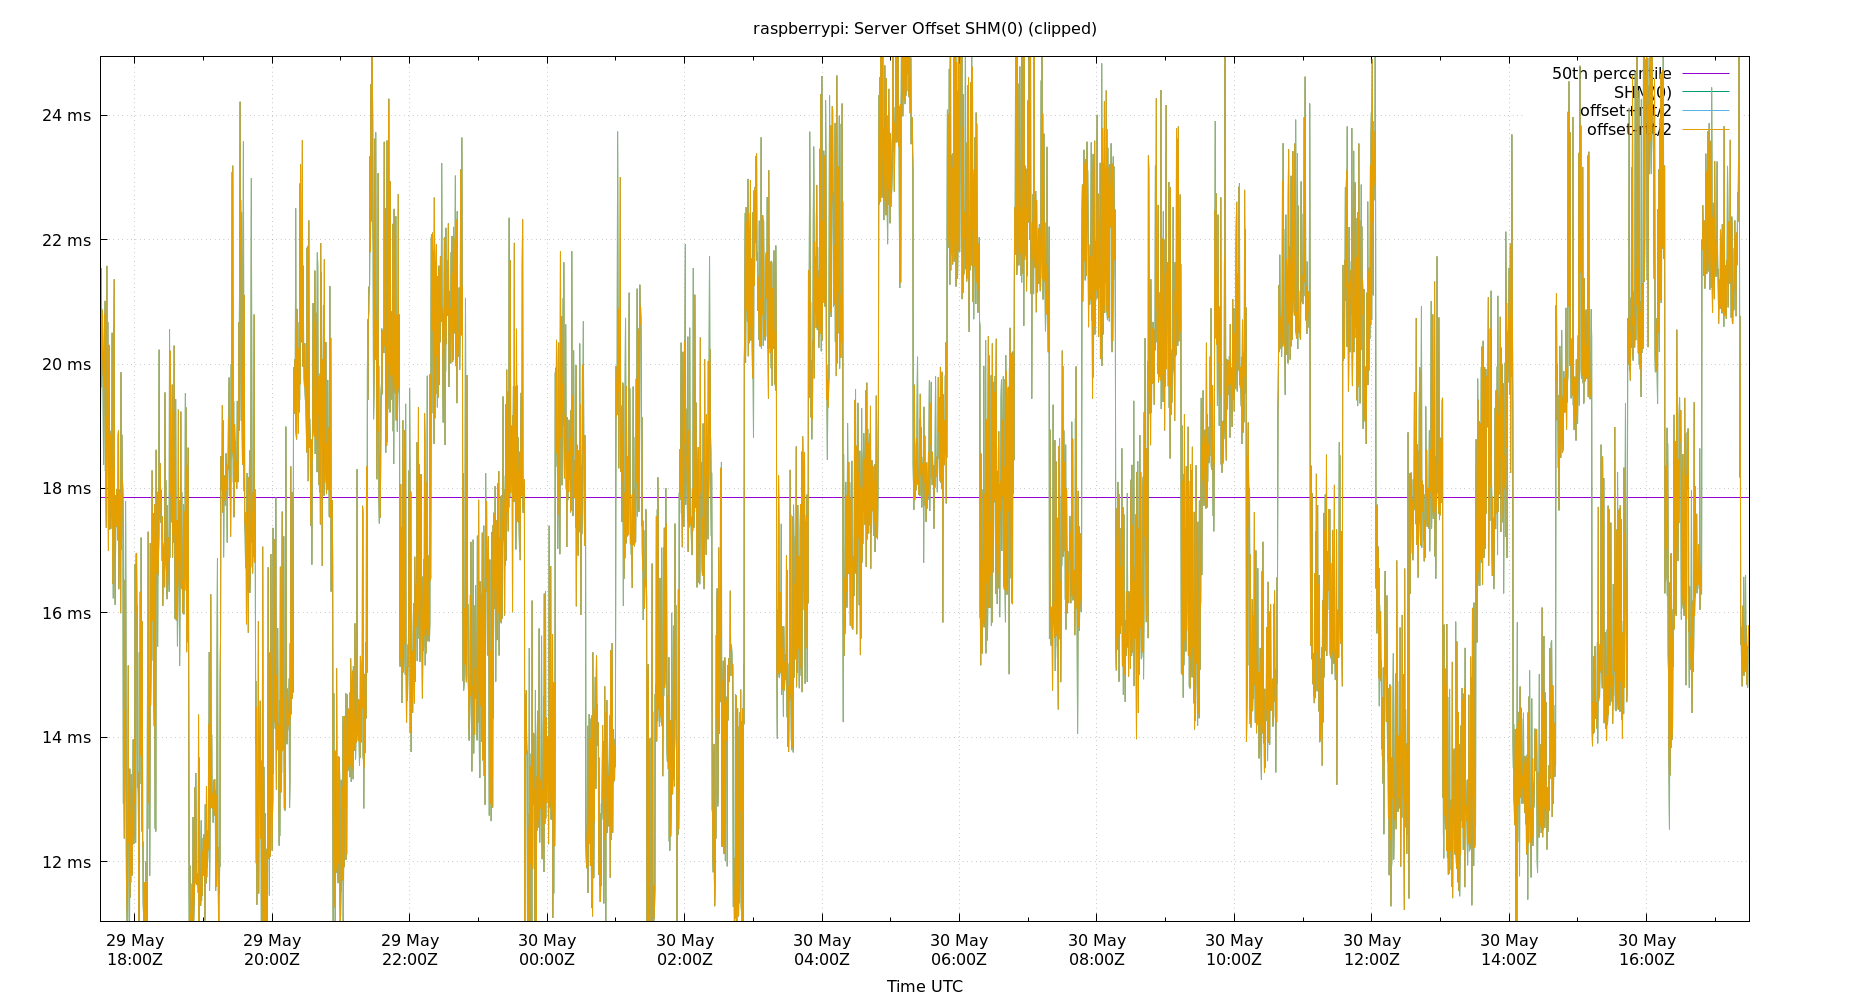 raspberrypi: Server Offset SHM(0) (clipped)
50th percentile
SHM(0)
offset+rtt/2
offset-rtt/2
24 ms
22 ms
20 ms
18 ms
16 ms
14 ms
12 ms
29 May 29 May 29 May 30 May 30 May 30 May 30 May 30 May 30 May 30 May 30 May 30 May
18:00Z 20:00Z 22:00Z 00:00Z 02:00Z 04:00Z 06:00Z 08:00Z 10:00Z 12:00Z 14:00Z 16:00Z
Time UTC